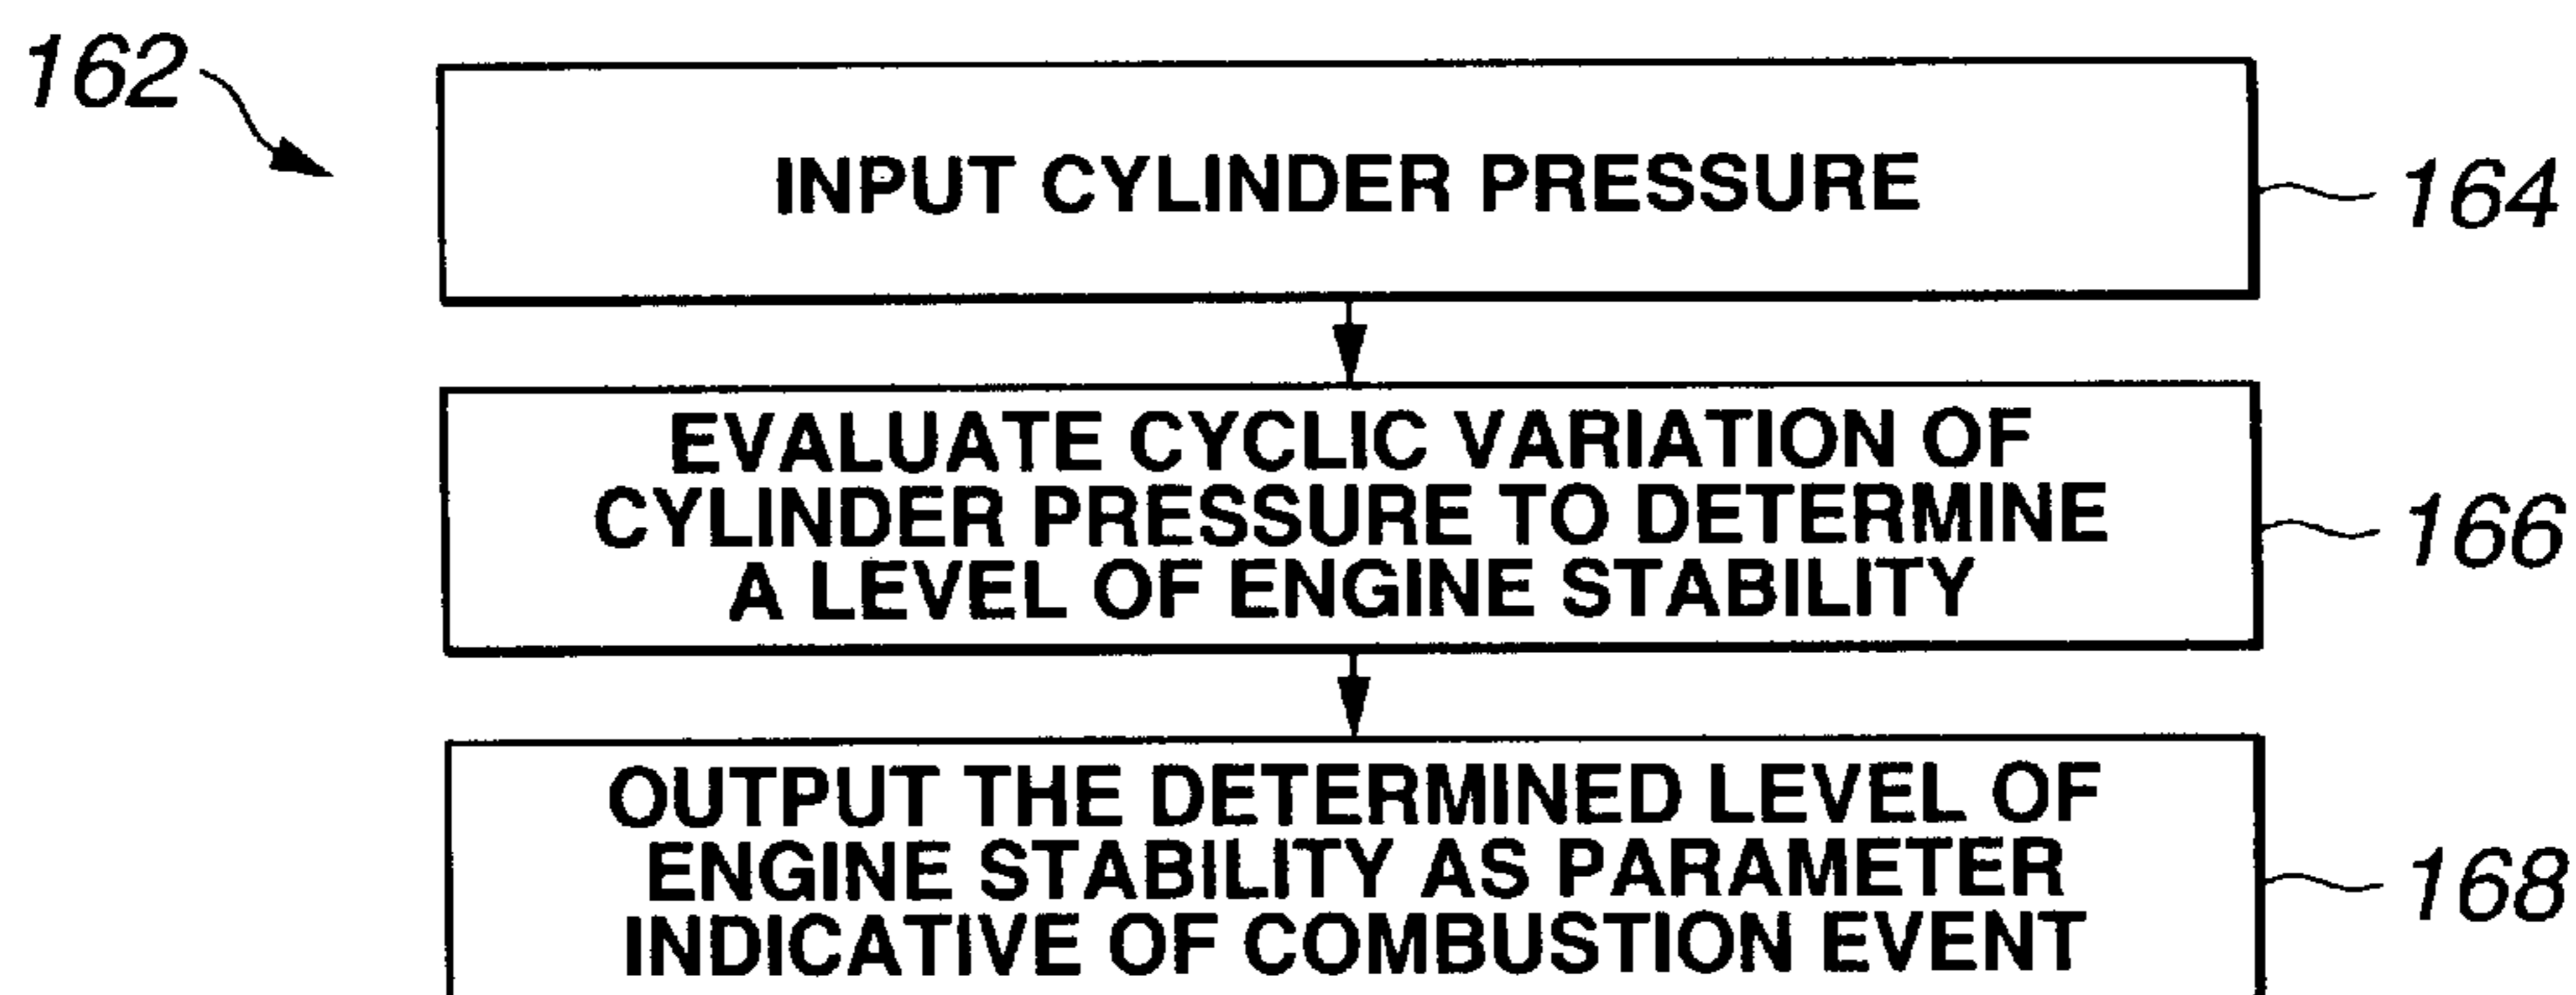 162
INPUT CYLINDER PRESSURE
164
EVALUATE CYCLIC VARIATION OF
CYLINDER PRESSURE TO DETERMINE
A LEVEL OF ENGINE STABILITY
166
OUTPUT THE DETERMINED LEVEL OF
ENGINE STABILITY AS PARAMETER
INDICATIVE OF COMBUSTION EVENT
168